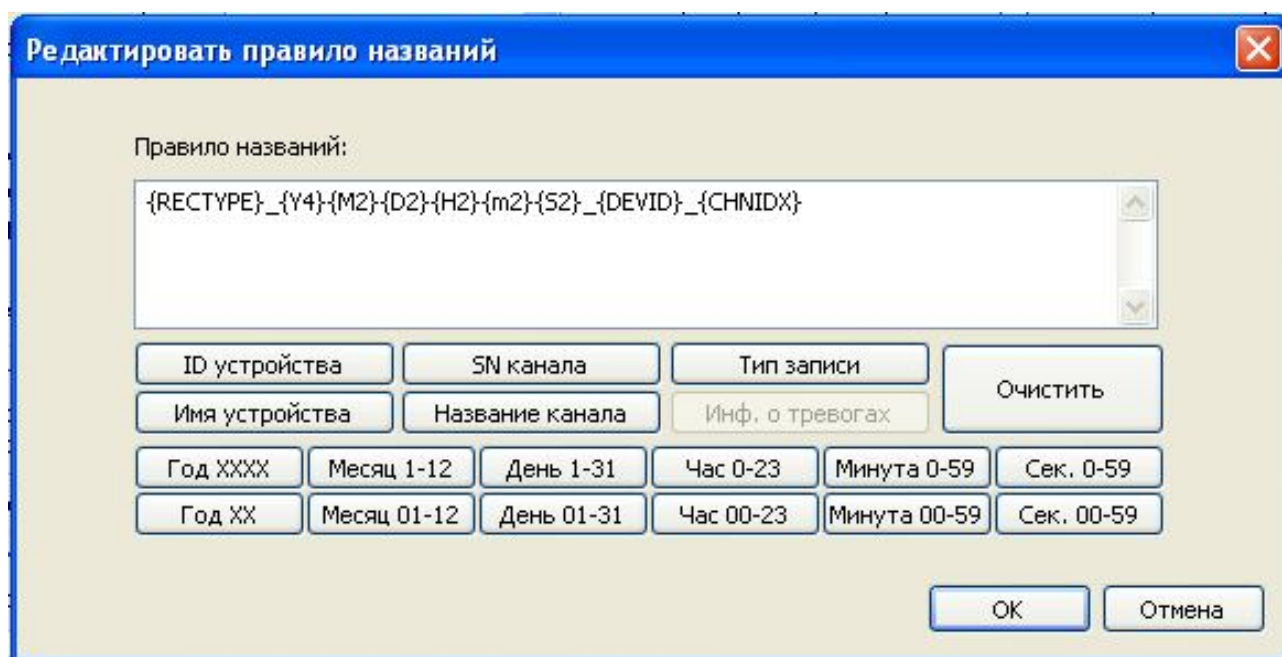 Редактировать правило названий
Правило названий:
{RECTYPE}_{Y4}-{M2}-{D2}-{H2}-{m2}-{S2}_{DEVID}_{CHNIDX}
ID устройства SN канала Тип записи Очистить
Имя устройства Название канала Инф. о тревогах
Год XXXX Месяц 1-12 День 1-31 Час 0-23 Минута 0-59 Сек. 0-59
Год XX Месяц 01-12 День 01-31 Час 00-23 Минута 00-59 Сек. 00-59
OK Отмена